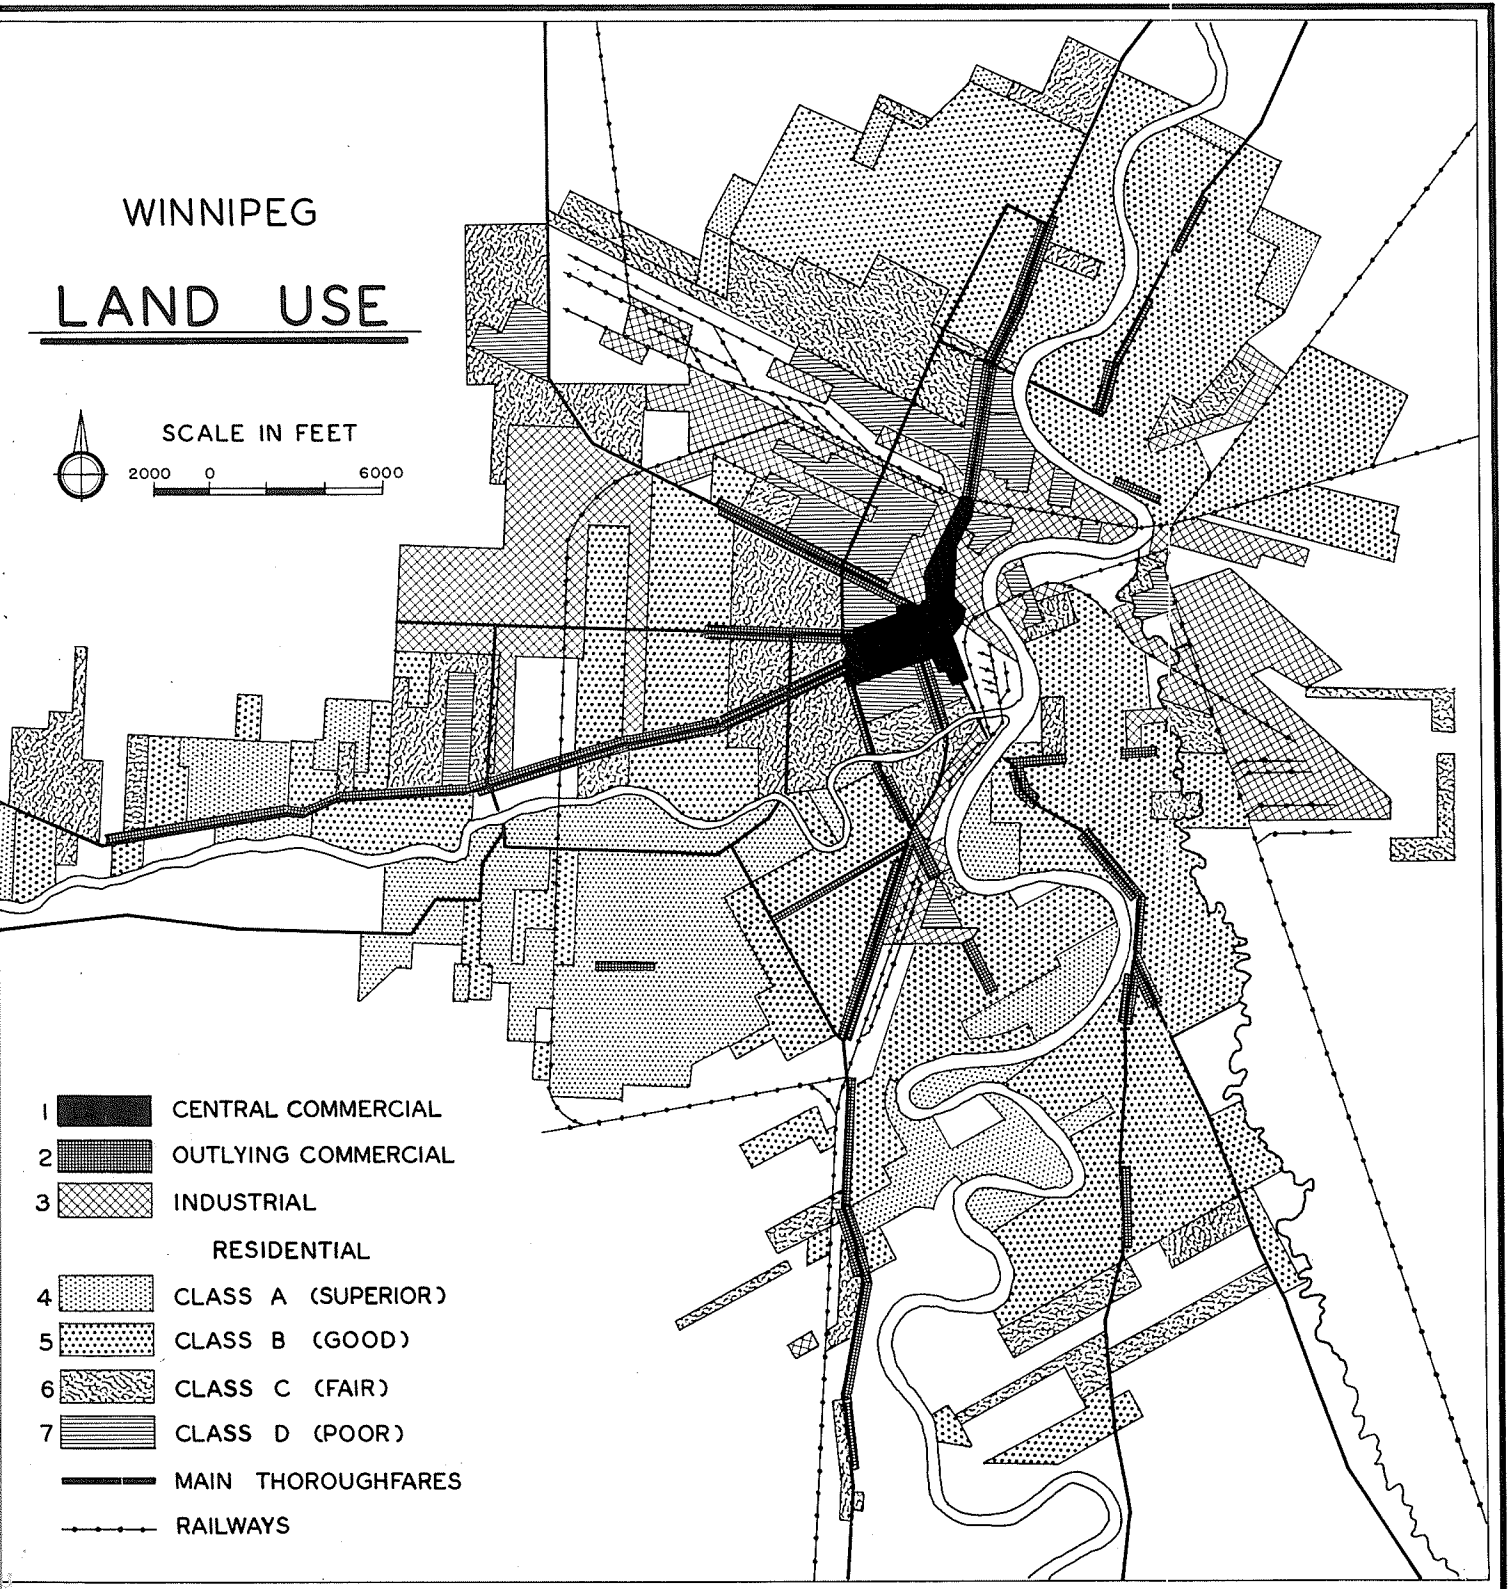 WINNIPEG
LAND USE
SCALE IN FEET
2000 0 6000
1 CENTRAL COMMERCIAL
2 OUTLYING COMMERCIAL
3 INDUSTRIAL
RESIDENTIAL
4 CLASS A (SUPERIOR)
5 CLASS B (GOOD)
6 CLASS C (FAIR)
7 CLASS D (POOR)
MAIN THOROUGHFARES
RAILWAYS